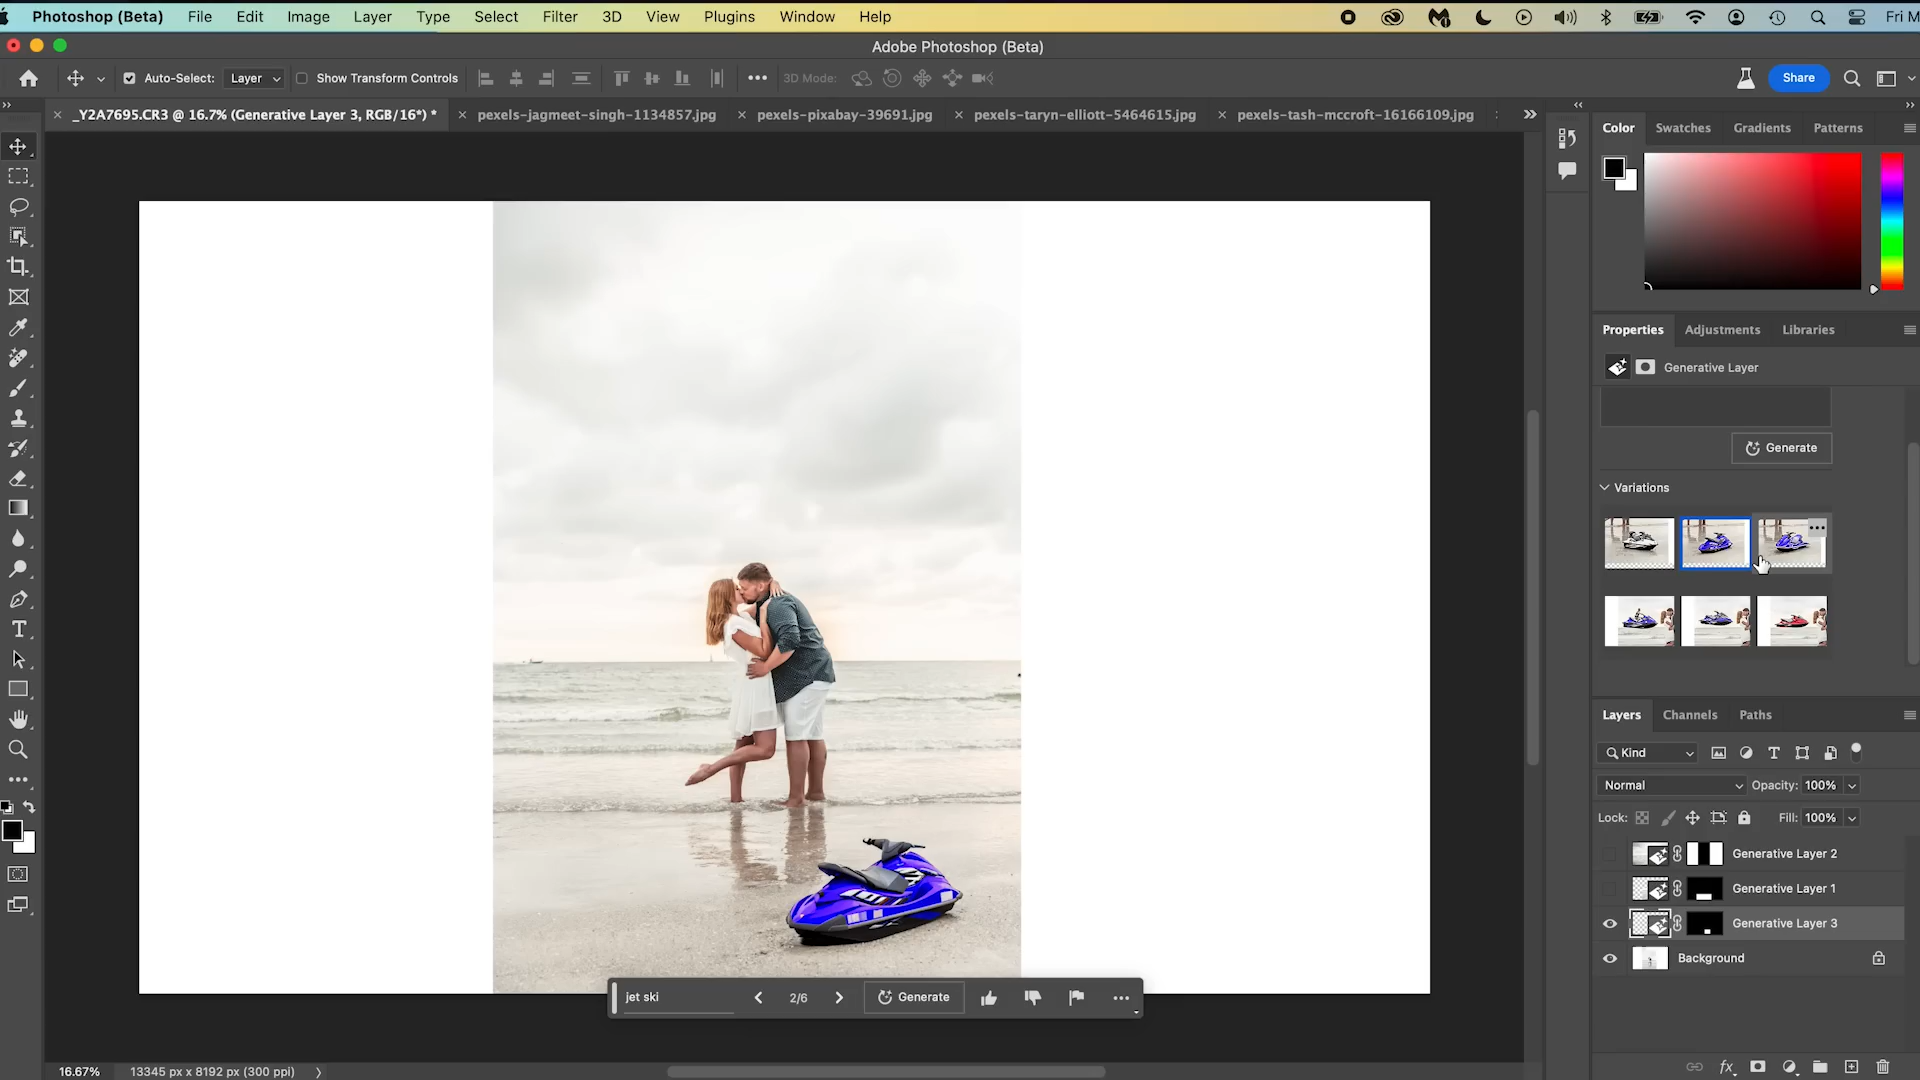 Photoshop (Beta) File Edit Image Layer Type Select Filter 3D View Plugins Window Help Fri M
Adobe Photoshop (Beta)
Auto-Select: Layer Show Transform Controls 3D Mode: Share
_Y2A7695.CR3 @ 16.7% (Generative Layer 3, RGB/16*) * pexels-jagmeet-singh-1134857.jpg pexels-pixabay-39691.jpg pexels-taryn-elliott-5464615.jpg pexels-tash-mccroft-16166109.jpg
Color Swatches Gradients Patterns
Properties Adjustments Libraries
Generative Layer
Generate
Variations
Layers Channels Paths
Kind
Normal Opacity: 100%
Lock: Fill: 100%
Generative Layer 2
Generative Layer 1
Generative Layer 3
Background
jet ski 2/6 Generate
16.67% 13345 px x 8192 px (300 ppi)
fx